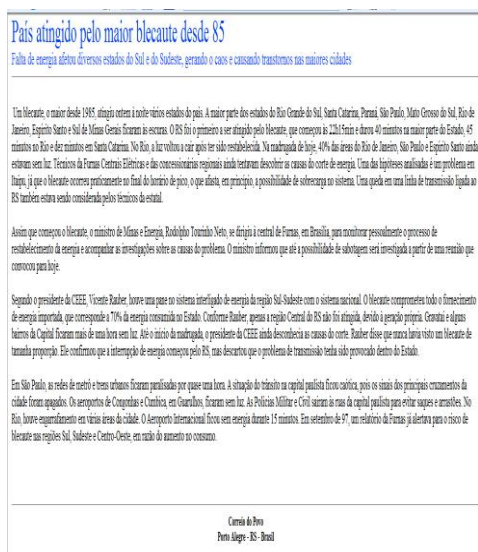 País atingido pelo maior blecaute desde 85
Falta de energia afetou diversos estados do Sul e do Sudeste, gerando o caos e causando transtornos nas maiores cidades
Um blecaute, o maior desde 1985, atingiu ontem à noite vários estados do país. A maior parte dos estados do Rio Grande do Sul, Santa Catarina, Paraná, São Paulo, Mato Grosso do Sul, Rio de
Janeiro, Espírito Santo e Sul de Minas Gerais ficaram às escuras. O RS foi o primeiro a ser atingido pelo blecaute, que começou às 22h15min e durou 40 minutos na maior parte do Estado, 45
minutos no Rio e dez minutos em Santa Catarina. No Rio, a luz voltou a cair após ter sido restabelecida. Na madrugada de hoje, 40% das áreas do Rio de Janeiro, São Paulo e Espírito Santo ainda
estavam sem luz. Técnicos da Furnas Centrais Elétricas e das concessionárias regionais ainda tentavam descobrir as causas do corte de energia. Uma das hipóteses analisadas é um problema em
Itaipu, já que o blecaute ocorreu praticamente no final do horário de pico, o que afasta, em princípio, a possibilidade de sobrecarga no sistema. Uma queda em uma linha de transmissão ligada ao
RS também estava sendo considerada pelos técnicos da estatal.
Assim que começou o blecaute, o ministro de Minas e Energia, Rodolpho Tourinho Neto, se dirigiu à central de Furnas, em Brasília, para monitorar pessoalmente o processo de
restabelecimento da energia e acompanhar as investigações sobre as causas do problema. O ministro informou que até a possibilidade de sabotagem será investigada a partir de uma reunião que
convocou para hoje.
Segundo o presidente da CEEE, Vicente Rauber, houve uma pane no sistema interligado de energia da região Sul-Sudeste com o sistema nacional. O blecaute comprometeu todo o fornecimento
de energia importada, que corresponde a 70% da energia consumida no Estado. Conforme Rauber, apenas a região Central do RS não foi atingida, devido à geração própria. Gravataí e alguns
bairros da Capital ficaram mais de uma hora sem luz. Até o início da madrugada, o presidente da CEEE ainda desconhecia as causas do corte. Rauber disse que nunca havia visto um blecaute de
tamanha proporção. Ele confirmou que a interrupção de energia começou pelo RS, mas descartou que o problema de transmissão tenha sido provocado dentro do Estado.
Em São Paulo, as redes de metrô e trens urbanos ficaram paralisadas por quase uma hora. A situação do trânsito na capital paulista ficou caótica, pois os sinais dos principais cruzamentos da
cidade foram apagados. Os aeroportos de Congonhas e Cumbica, em Guarulhos, ficaram sem luz. As Polícias Militar e Civil saíram às ruas da capital paulista para evitar saques e arrastões. No
Rio, houve engarrafamento em várias áreas da cidade. O Aeroporto Internacional ficou sem energia durante 15 minutos. Em setembro de 97, um relatório da Furnas já alertava para o risco de
blecaute nas regiões Sul, Sudeste e Centro-Oeste, em razão do aumento no consumo.
Correio do Povo
Porto Alegre - RS - Brasil